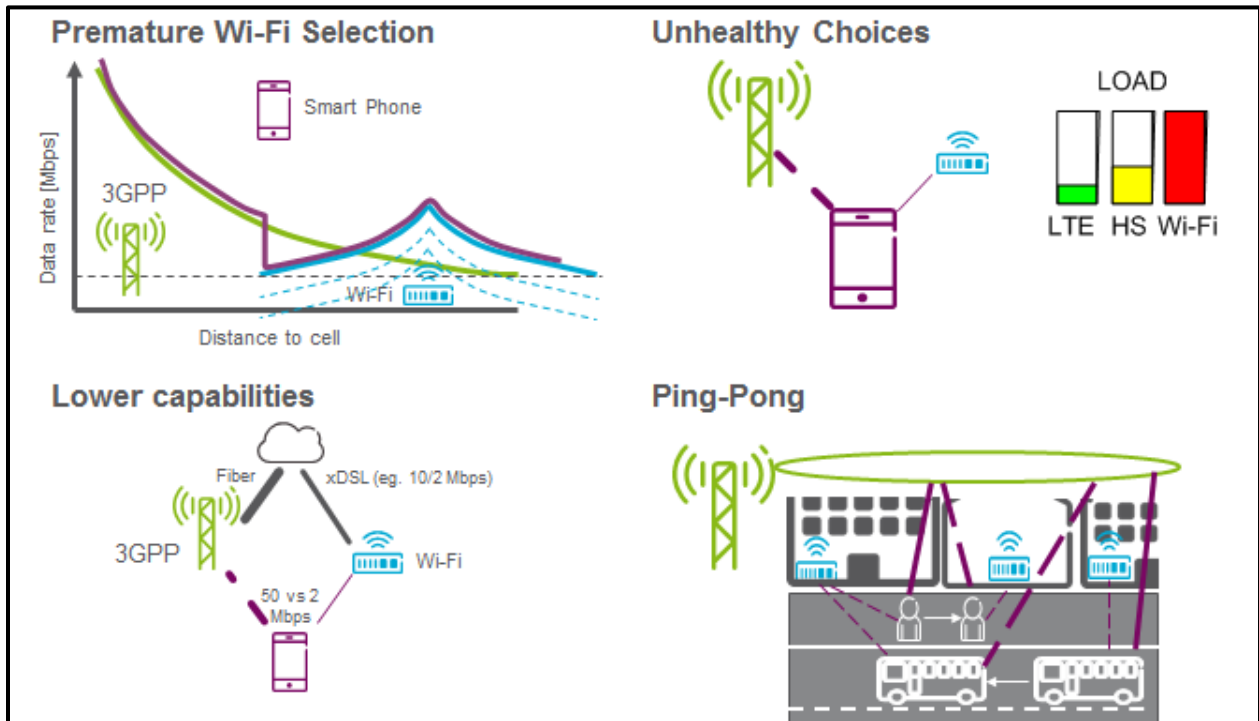 Premature Wi-Fi Selection
Smart Phone
3GPP
Data rate [Mbps]
Wi-Fi
Distance to cell
Unhealthy Choices
LOAD
LTE HS Wi-Fi
Lower capabilities
Fiber
xDSL (eg. 10/2 Mbps)
3GPP
Wi-Fi
50 vs 2
Mbps
Ping-Pong